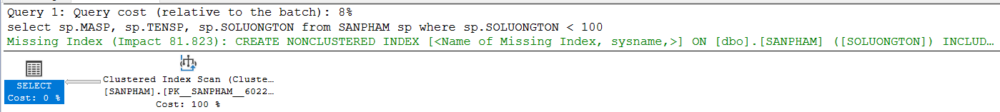 Query 1: Query cost (relative to the batch): 8%
select sp.MASP, sp.TENSP, sp.SOLUONGTON from SANPHAM sp where sp.SOLUONGTON < 100
Missing Index (Impact 81.823): CREATE NONCLUSTERED INDEX [<Name of Missing Index, sysname,>] ON [dbo].[SANPHAM] ([SOLUONGTON]) INCLUD…
SELECT
Cost: 0 %
Clustered Index Scan (Cluste…
[SANPHAM].[PK__SANPHAM__6022…
Cost: 100 %